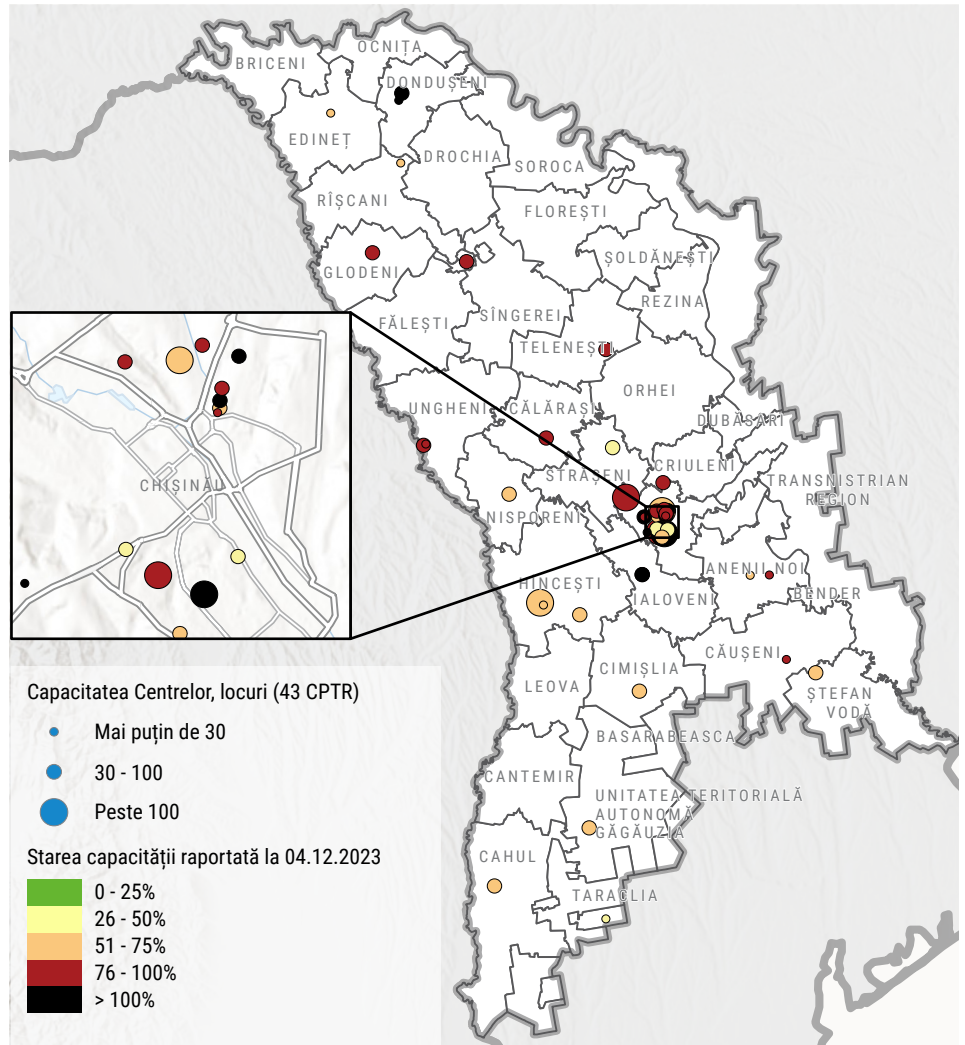 OCNIȚA
BRICENI
DONDUȘENI
EDINEȚ
DROCHIA
SOROCA
RÎȘCANI
FLOREȘTI
ȘOLDĂNEȘTI
GLODENI
REZINA
SÎNGEREI
FĂLEȘTI
TELENEȘTI
ORHEI
UNGHENI
CĂLĂRAȘI
DUBĂSARI
CRIULENI
STRĂȘENI
TRANSNISTRIAN
REGION
CHIȘINĂU
NISPORENI
ANENII NOI
HINCEȘTI
BENDER
IALOVENI
CĂUȘENI
CIMIȘLIA
LEOVA
ȘTEFAN
VODĂ
BASARABEASCA
CANTEMIR
UNITATEA TERITORIALĂ
AUTONOMĂ
GĂGĂUZIA
CAHUL
TARACLIA
Capacitatea Centrelor, locuri (43 CPTR)
Mai puțin de 30
30 - 100
Peste 100
Starea capacității raportată la 04.12.2023
0 - 25%
26 - 50%
51 - 75%
76 - 100%
> 100%